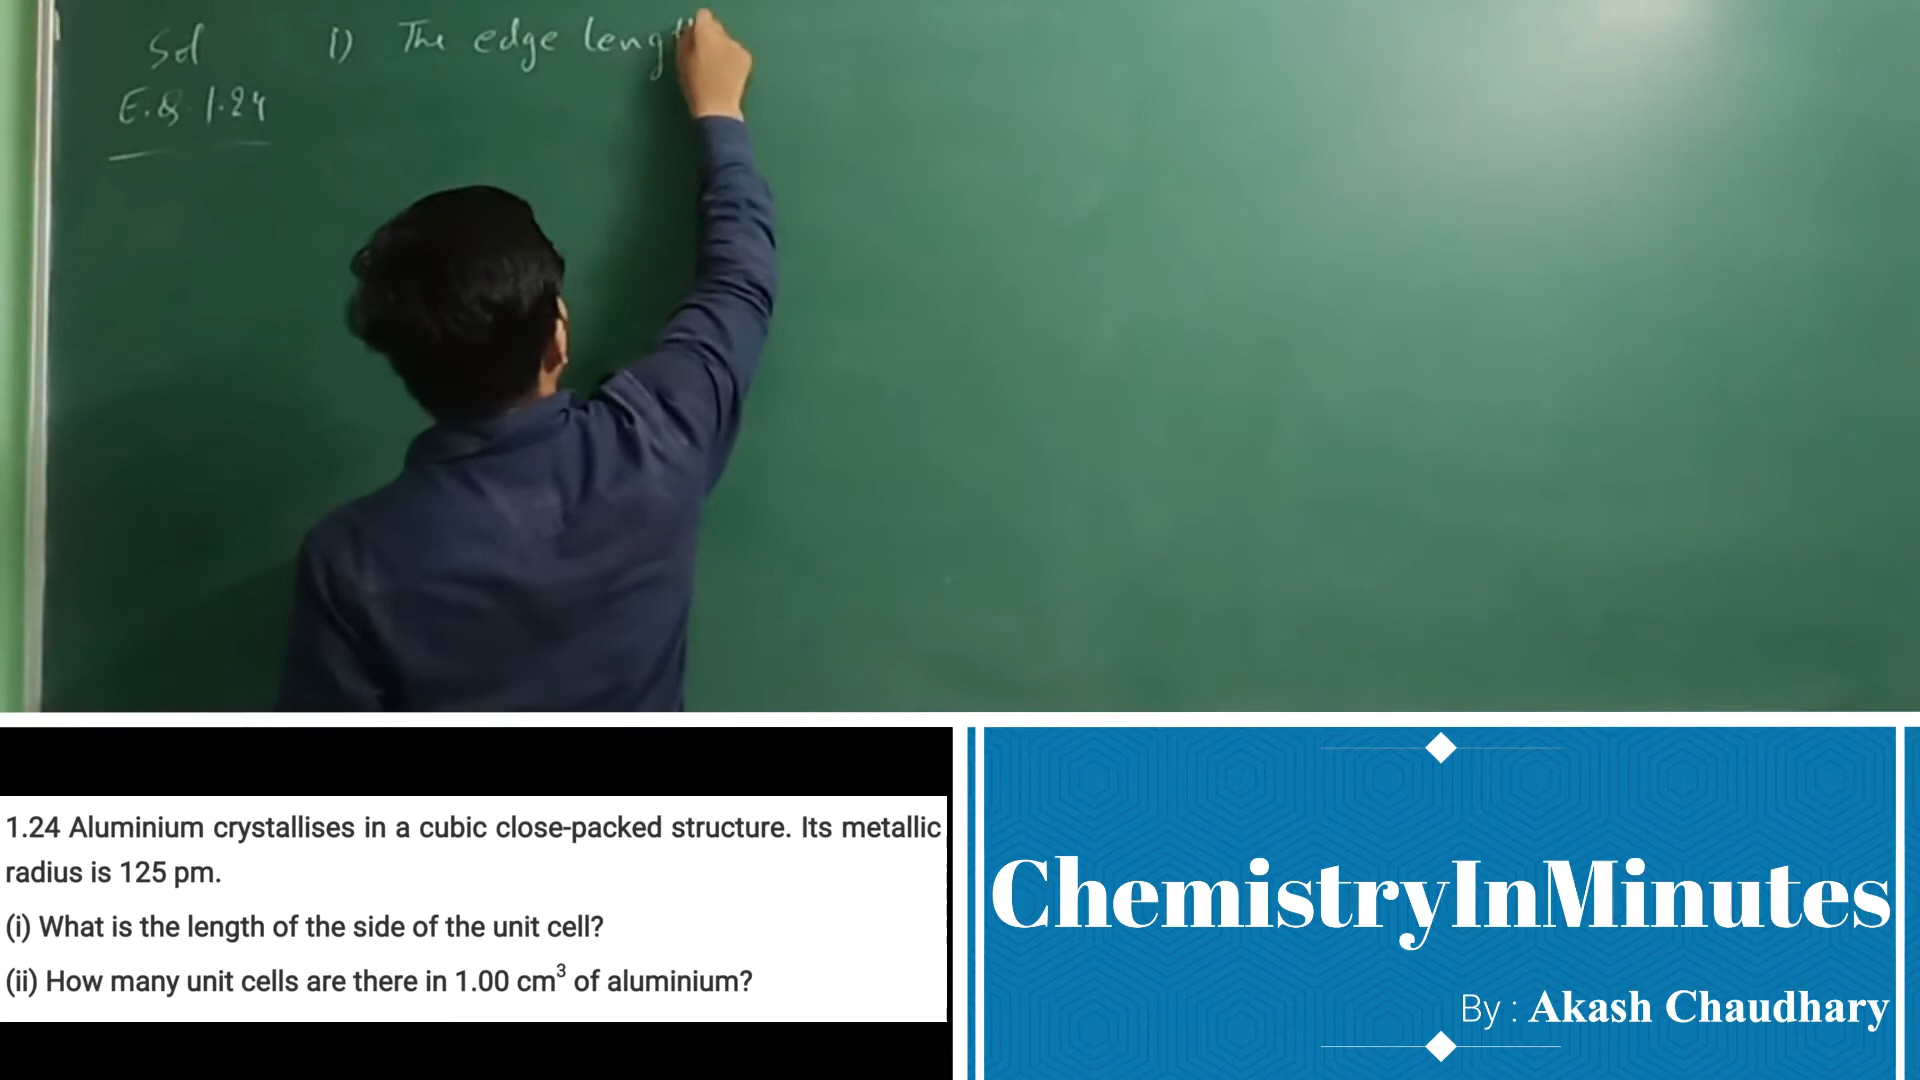 Sol
i) The edge lengt
E.Q. 1.24
1.24 Aluminium crystallises in a cubic close-packed structure. Its metallic
radius is 125 pm.
(i) What is the length of the side of the unit cell?
(ii) How many unit cells are there in 1.00 cm³ of aluminium?
ChemistryInMinutes
By : Akash Chaudhary